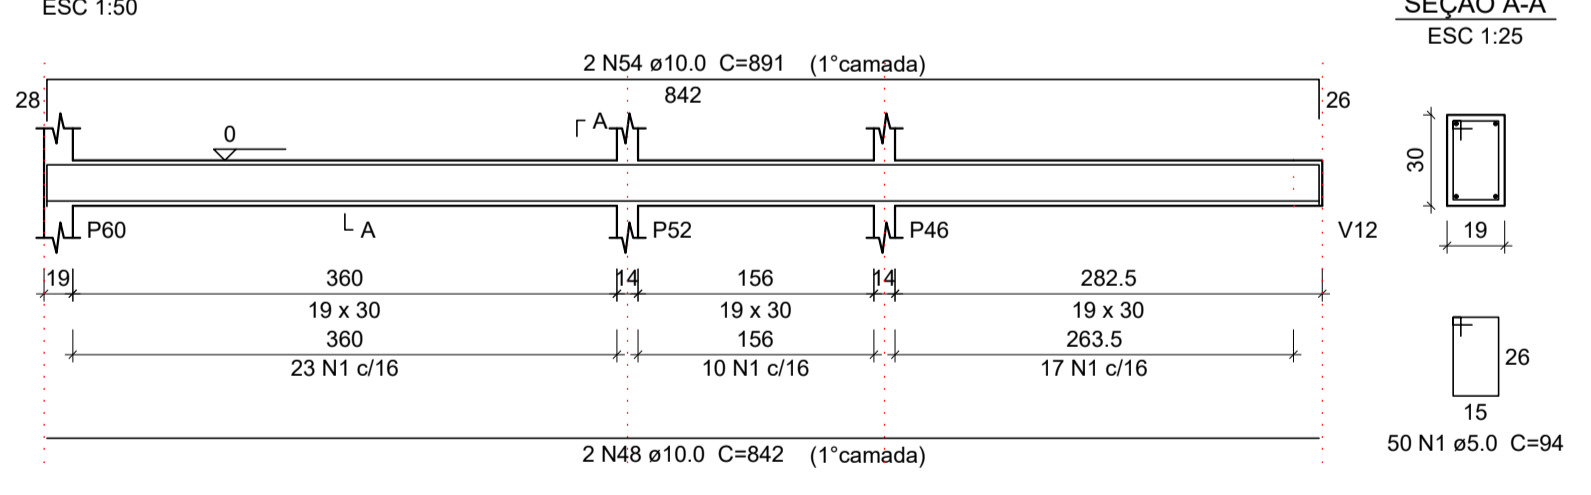 ESC 1:50
SEÇÃO A-A
ESC 1:25
2 N54 ø10.0 C=891 (1°camada)
842
28
26
A
0
30
A
P60
P52
P46
V12
19
19
360
14
156
14
282.5
19 x 30
19 x 30
19 x 30
360
156
263.5
23 N1 c/16
10 N1 c/16
17 N1 c/16
26
15
50 N1 ø5.0 C=94
2 N48 ø10.0 C=842 (1°camada)